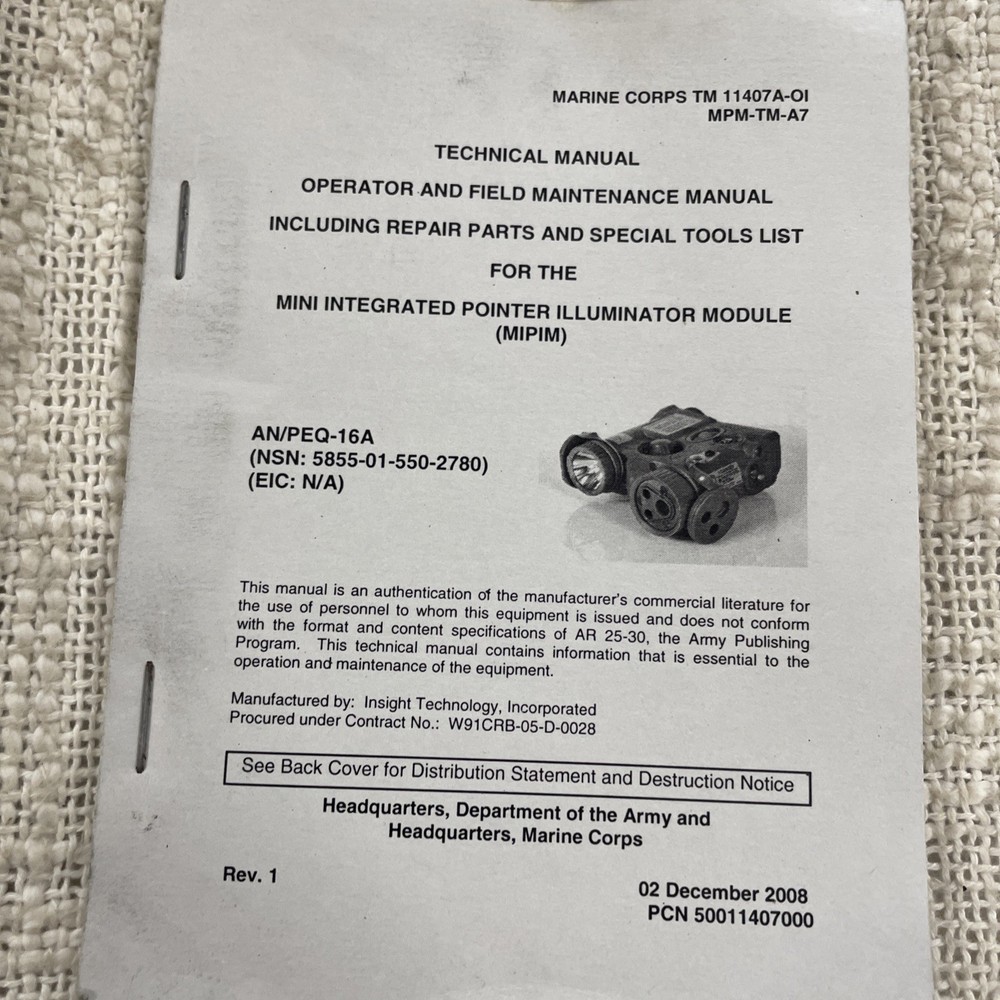 MARINE CORPS TM 11407A-OI
MPM-TM-A7
TECHNICAL MANUAL
OPERATOR AND FIELD MAINTENANCE MANUAL
INCLUDING REPAIR PARTS AND SPECIAL TOOLS LIST
FOR THE
MINI INTEGRATED POINTER ILLUMINATOR MODULE
(MIPIM)
AN/PEQ-16A
(NSN: 5855-01-550-2780)
(EIC: N/A)
This manual is an authentication of the manufacturer's commercial literature for
the use of personnel to whom this equipment is issued and does not conform
with the format and content specifications of AR 25-30, the Army Publishing
Program. This technical manual contains information that is essential to the
operation and maintenance of the equipment.
Manufactured by: Insight Technology, Incorporated
Procured under Contract No.: W91CRB-05-D-0028
See Back Cover for Distribution Statement and Destruction Notice
Headquarters, Department of the Army and
Headquarters, Marine Corps
Rev. 1
02 December 2008
PCN 50011407000